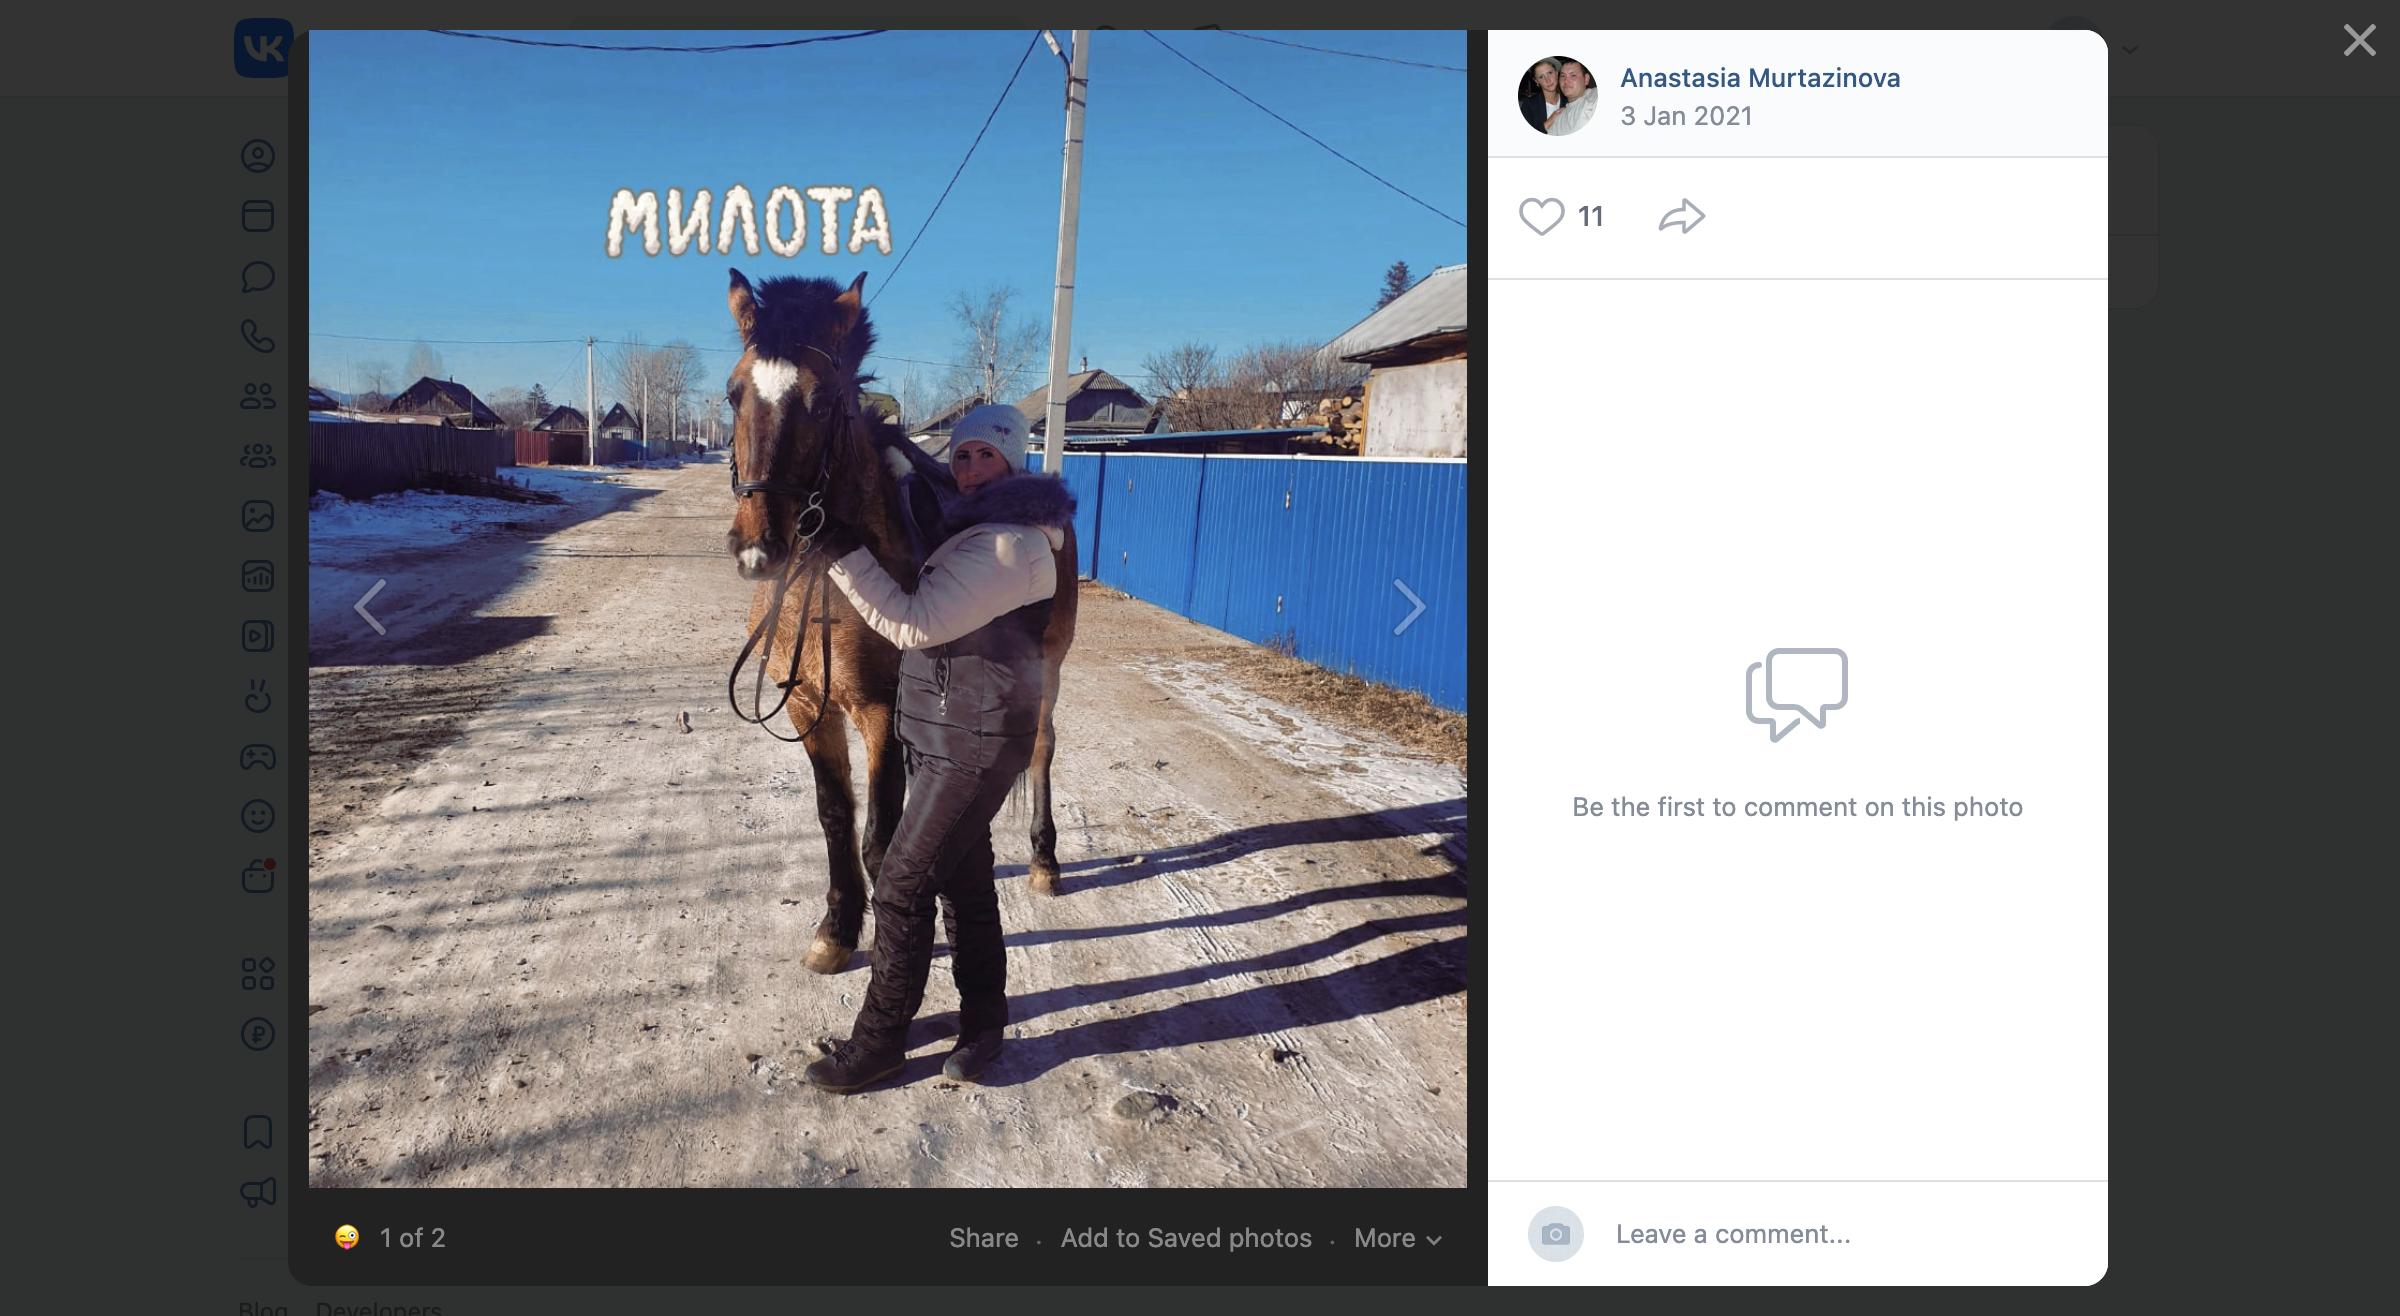 VK
МИЛОТА
Anastasia Murtazinova
3 Jan 2021
11
Be the first to comment on this photo
Leave a comment...
1 of 2
Share · Add to Saved photos · More
Blog Developers